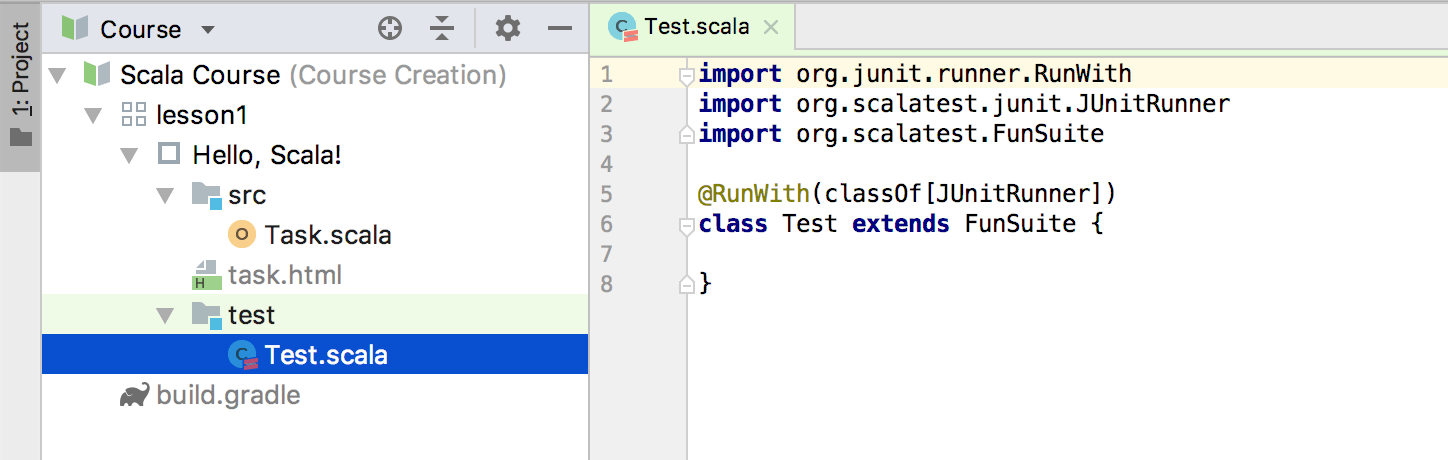 1: Project
Course
Scala Course (Course Creation)
lesson1
Hello, Scala!
src
O Task.scala
H task.html
test
C Test.scala
build.gradle
C Test.scala
1 import org.junit.runner.RunWith
2 import org.scalatest.junit.JUnitRunner
3 import org.scalatest.FunSuite
4
5 @RunWith(classOf[JUnitRunner])
6 class Test extends FunSuite {
7
8 }